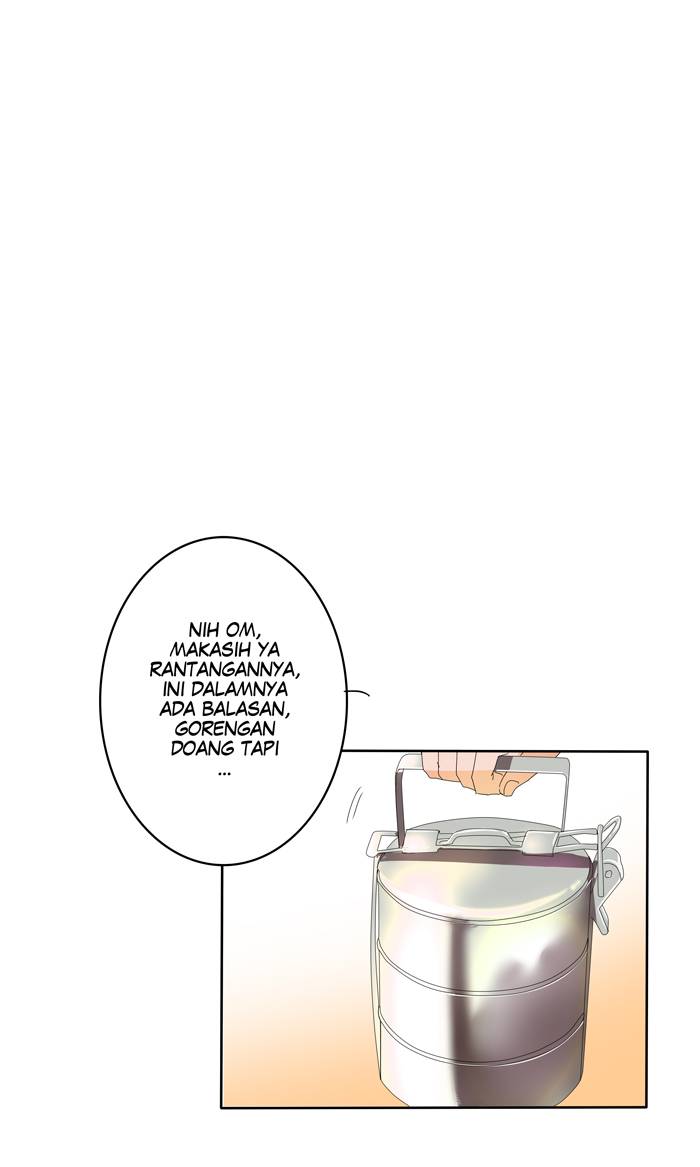 NIH OM,
MAKASIH YA
RANTANGANNYA,
INI DALAMNYA
ADA BALASAN,
GORENGAN
DOANG TAPI
...